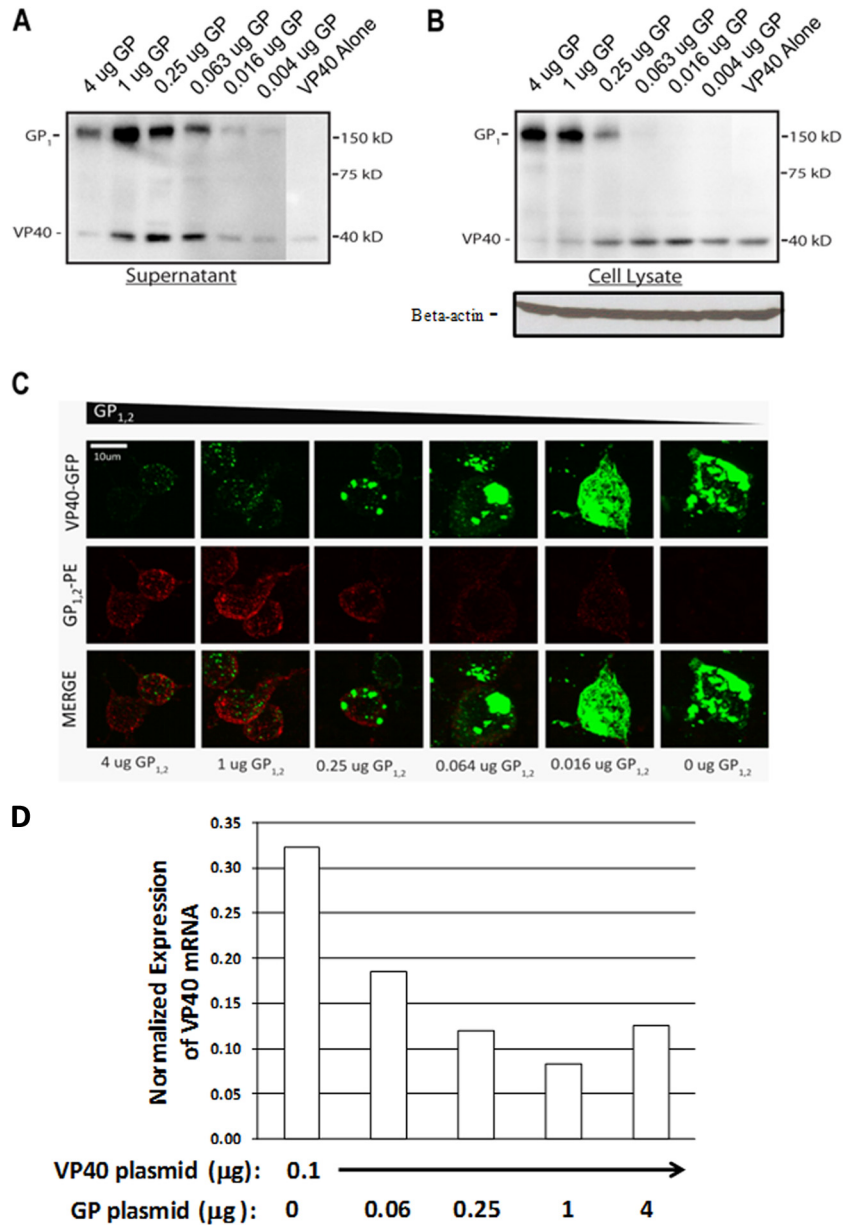 A
4 ug GP
1 ug GP
0.25 ug GP
0.063 ug GP
0.016 ug GP
0.004 ug GP
VP40 Alone
GP1 -
-150 kD
-75 kD
VP40 -
-40 kD
Supernatant
B
4 ug GP
1 ug GP
0.25 ug GP
0.063 ug GP
0.016 ug GP
0.004 ug GP
VP40 Alone
GP1 -
-150 kD
-75 kD
VP40 -
-40 kD
Cell Lysate
Beta-actin -
C
GP1,2
10um
VP40-GFP
GP1,2-PE
MERGE
4 ug GP1,2
1 ug GP1,2
0.25 ug GP1,2
0.064 ug GP1,2
0.016 ug GP1,2
0 ug GP1,2
D
Normalized Expression
of VP40 mRNA
0.35
0.30
0.25
0.20
0.15
0.10
0.05
0.00
VP40 plasmid (µg): 0.1
GP plasmid (µg): 0 0.06 0.25 1 4